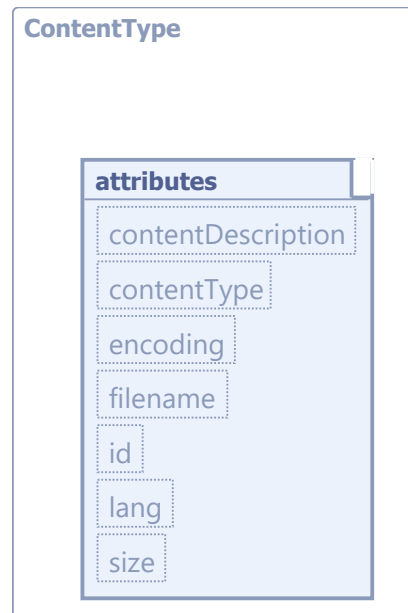 ContentType
attributes
contentDescription
contentType
encoding
filename
id
lang
size